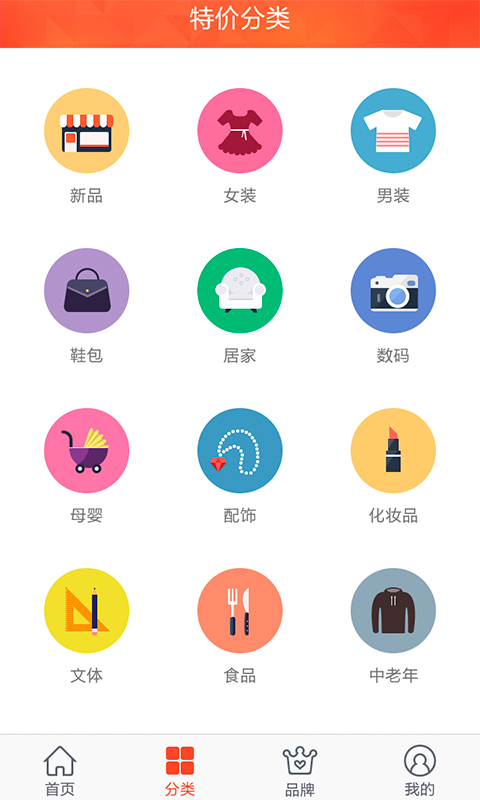 特价分类
新品 女装 男装
鞋包 居家 数码
母婴 配饰 化妆品
文体 食品 中老年
首页 分类 品牌 我的